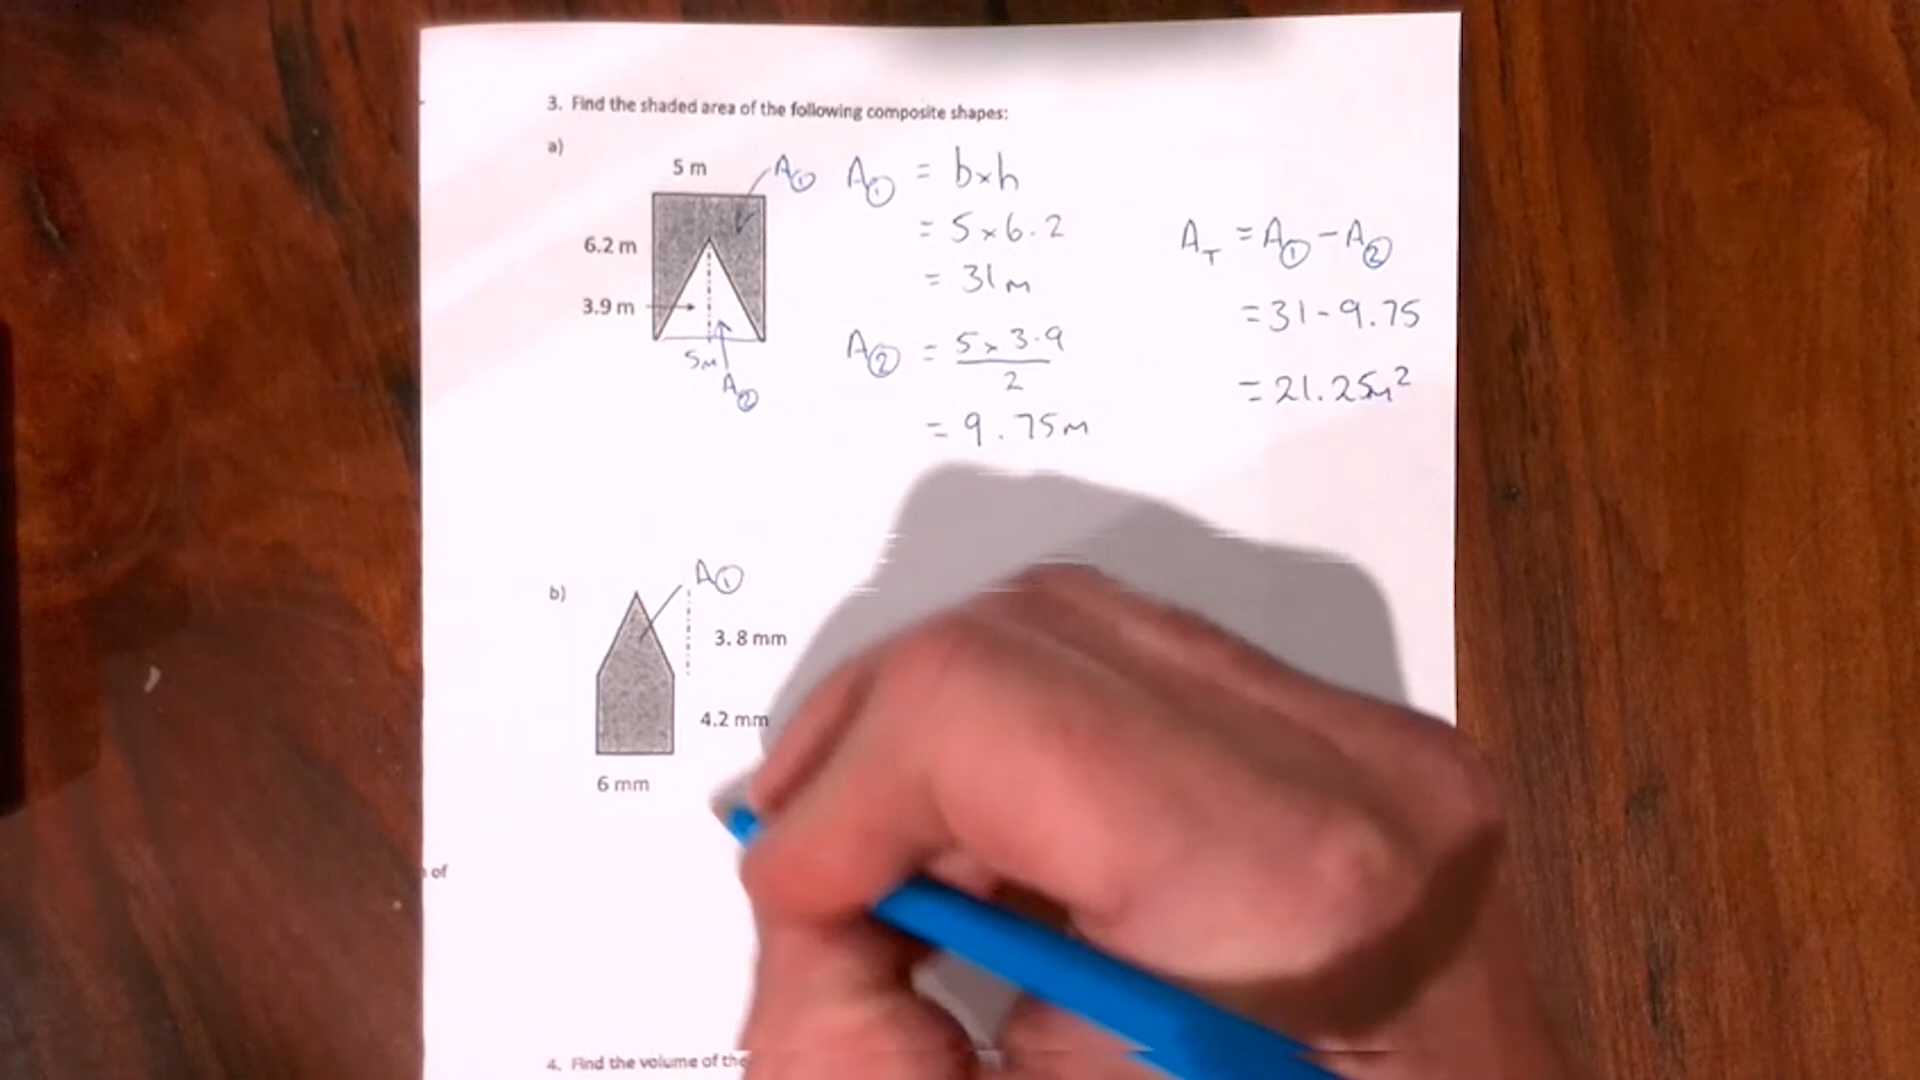 3. Find the shaded area of the following composite shapes:
a)
5 m
A①
6.2 m
3.9 m
5m
A②
A① = b×h
= 5×6.2
= 31m
A② = 5×3.9
2
= 9.75m
A_T = A① - A②
= 31-9.75
= 21.25m²
b)
A①
3. 8 mm
4.2 mm
6 mm
of
4. Find the volume of the